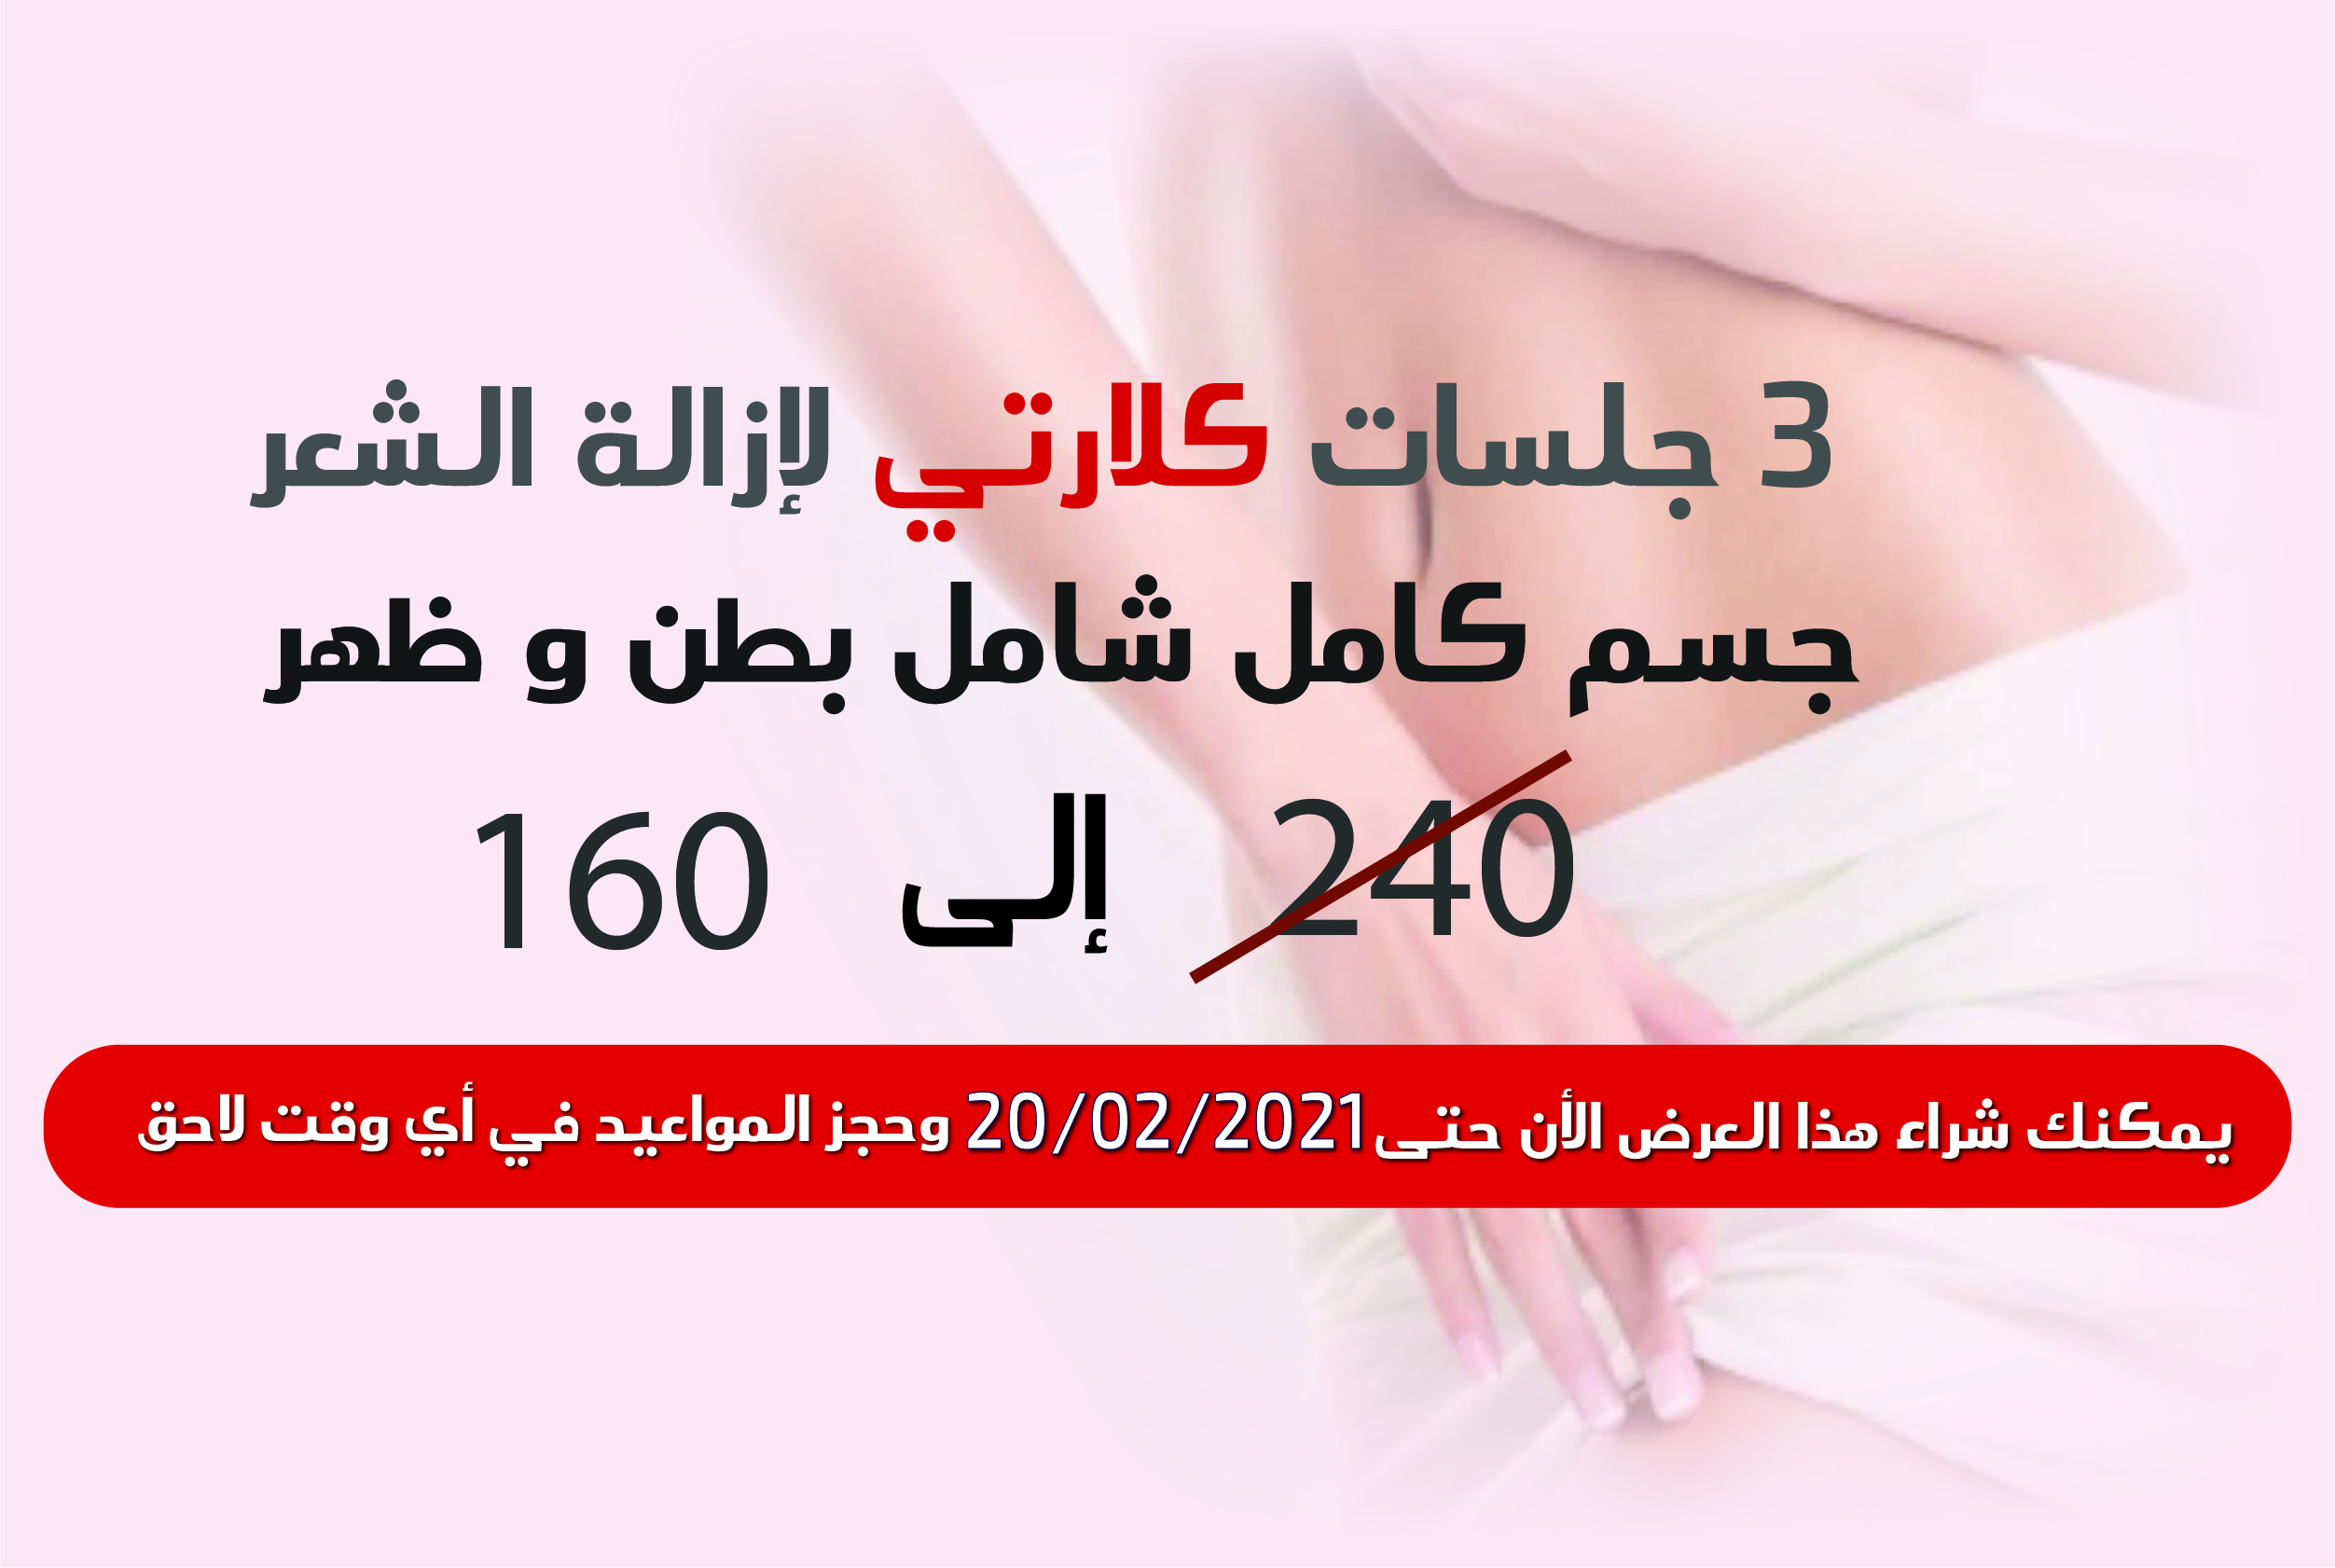 3 جلسات كلارتي لإزالة الشعر
جسم كامل شامل بطن و ظهر
240 إلى 160
يمكنك شراء هذا العرض الأن حتى 20/02/2021 وحجز المواعيد في أي وقت لاحق